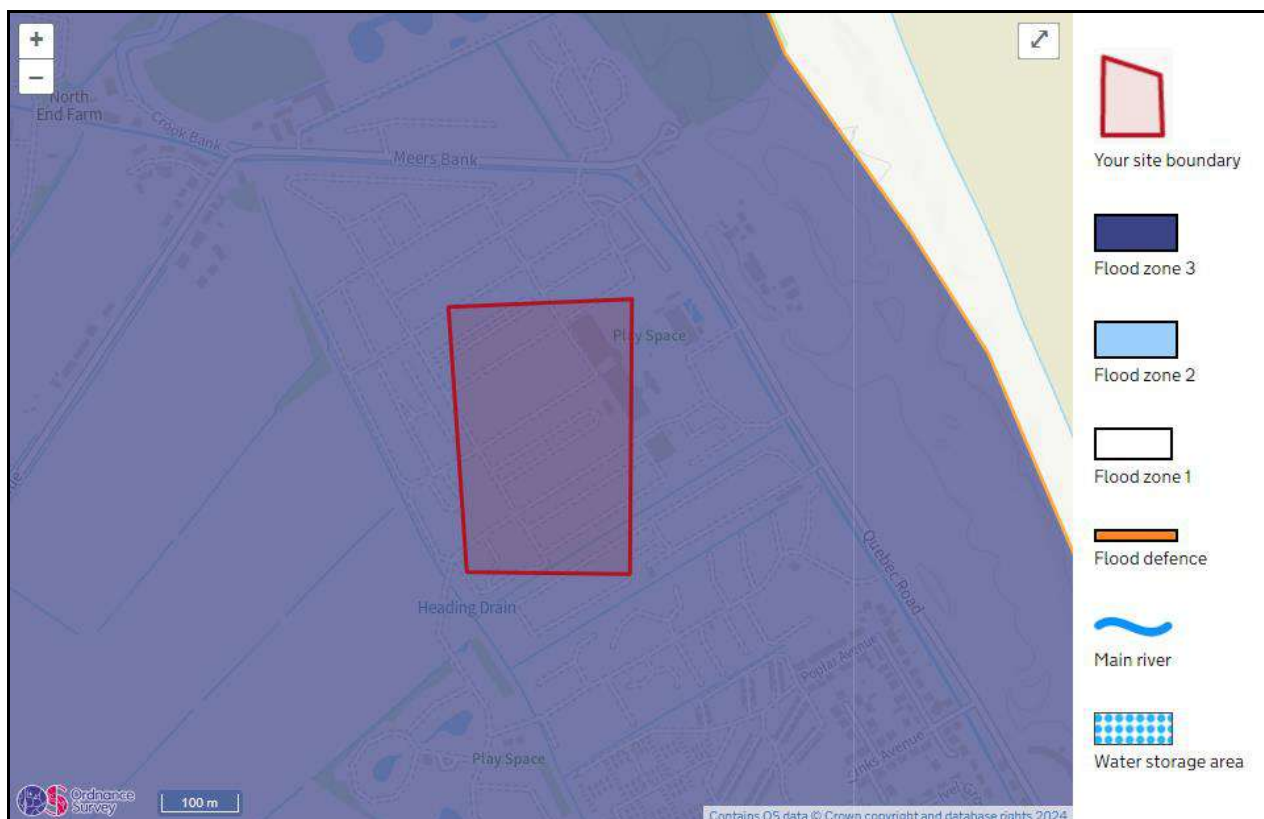 +
−
North
End Farm
Crook Bank
Meers Bank
Play Space
Quebec Road
Heading Drain
Poplar Avenue
Links Avenue
Play Space
Ordnance
Survey
100 m
Contains OS data © Crown copyright and database rights 2024
Your site boundary
Flood zone 3
Flood zone 2
Flood zone 1
Flood defence
Main river
Water storage area